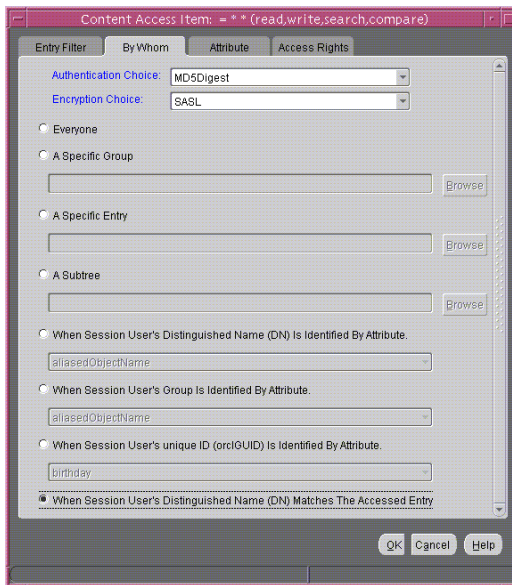 Content Access Item: = * * (read,write,search,compare)
Entry Filter By Whom Attribute Access Rights
Authentication Choice: MD5Digest
Encryption Choice: SASL
Everyone
A Specific Group
Browse
A Specific Entry
Browse
A Subtree
Browse
When Session User's Distinguished Name (DN) Is Identified By Attribute.
aliasedObjectName
When Session User's Group Is Identified By Attribute.
aliasedObjectName
When Session User's unique ID (orclGUID) Is Identified By Attribute.
birthday
When Session User's Distinguished Name (DN) Matches The Accessed Entry
OK Cancel Help